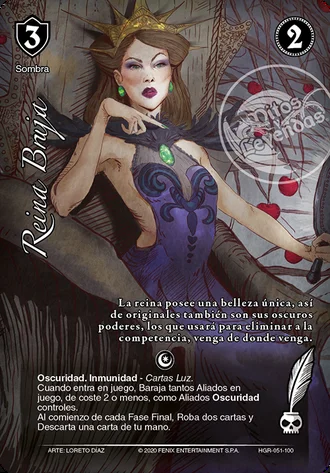 3
2
Sombra
Mitos
Leyendas
Reina Bruja
La reina posee una belleza única, así
de originales también son sus oscuros
poderes, los que usará para eliminar a la
competencia, venga de donde venga.
Oscuridad. Inmunidad - Cartas Luz.
Cuando entra en juego, Baraja tantos Aliados en
juego, de coste 2 o menos, como Aliados Oscuridad
controles.
Al comienzo de cada Fase Final, Roba dos cartas y
Descarta una carta de tu mano.
ARTE: LORETO DÍAZ
© 2020 FENIX ENTERTAINMENT S.P.A.
HGR-051-100